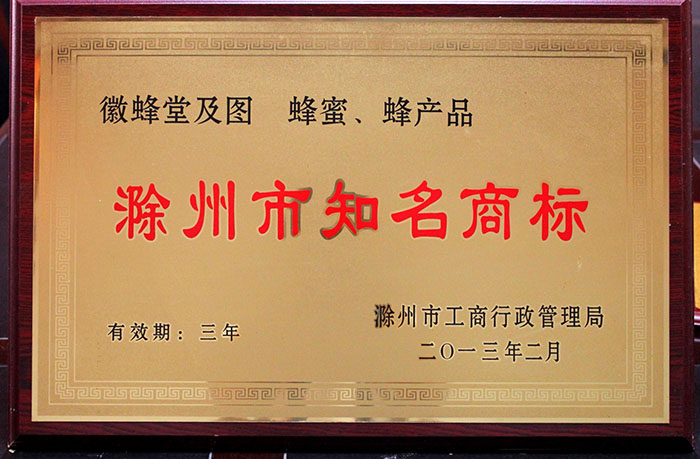 徽蜂堂及图 蜂蜜、蜂产品
滁州市知名商标
有效期：三年
滁州市工商行政管理局
二〇一三年二月